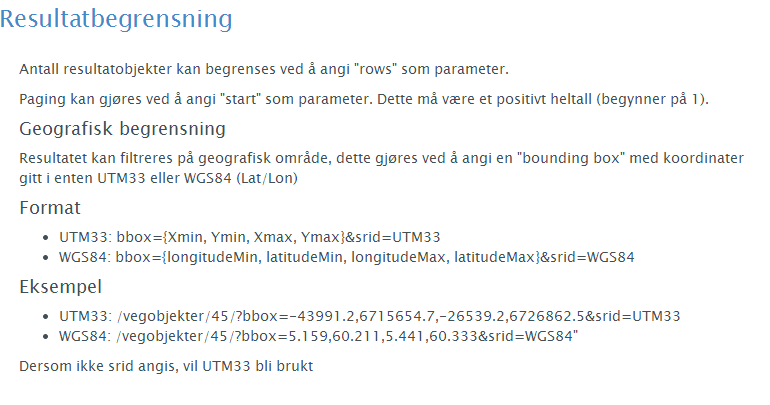 Resultatbegrensning
Antall resultatobjekter kan begrenses ved å angi "rows" som parameter.
Paging kan gjøres ved å angi "start" som parameter. Dette må være et positivt heltall (begynner på 1).
Geografisk begrensning
Resultatet kan filtreres på geografisk område, dette gjøres ved å angi en "bounding box" med koordinater
gitt i enten UTM33 eller WGS84 (Lat/Lon)
Format
• UTM33: bbox={Xmin, Ymin, Xmax, Ymax}&srid=UTM33
• WGS84: bbox={longitudeMin, latitudeMin, longitudeMax, latitudeMax}&srid=WGS84
Eksempel
• UTM33: /vegobjekter/45/?bbox=-43991.2,6715654.7,-26539.2,6726862.5&srid=UTM33
• WGS84: /vegobjekter/45/?bbox=5.159,60.211,5.441,60.333&srid=WGS84"
Dersom ikke srid angis, vil UTM33 bli brukt